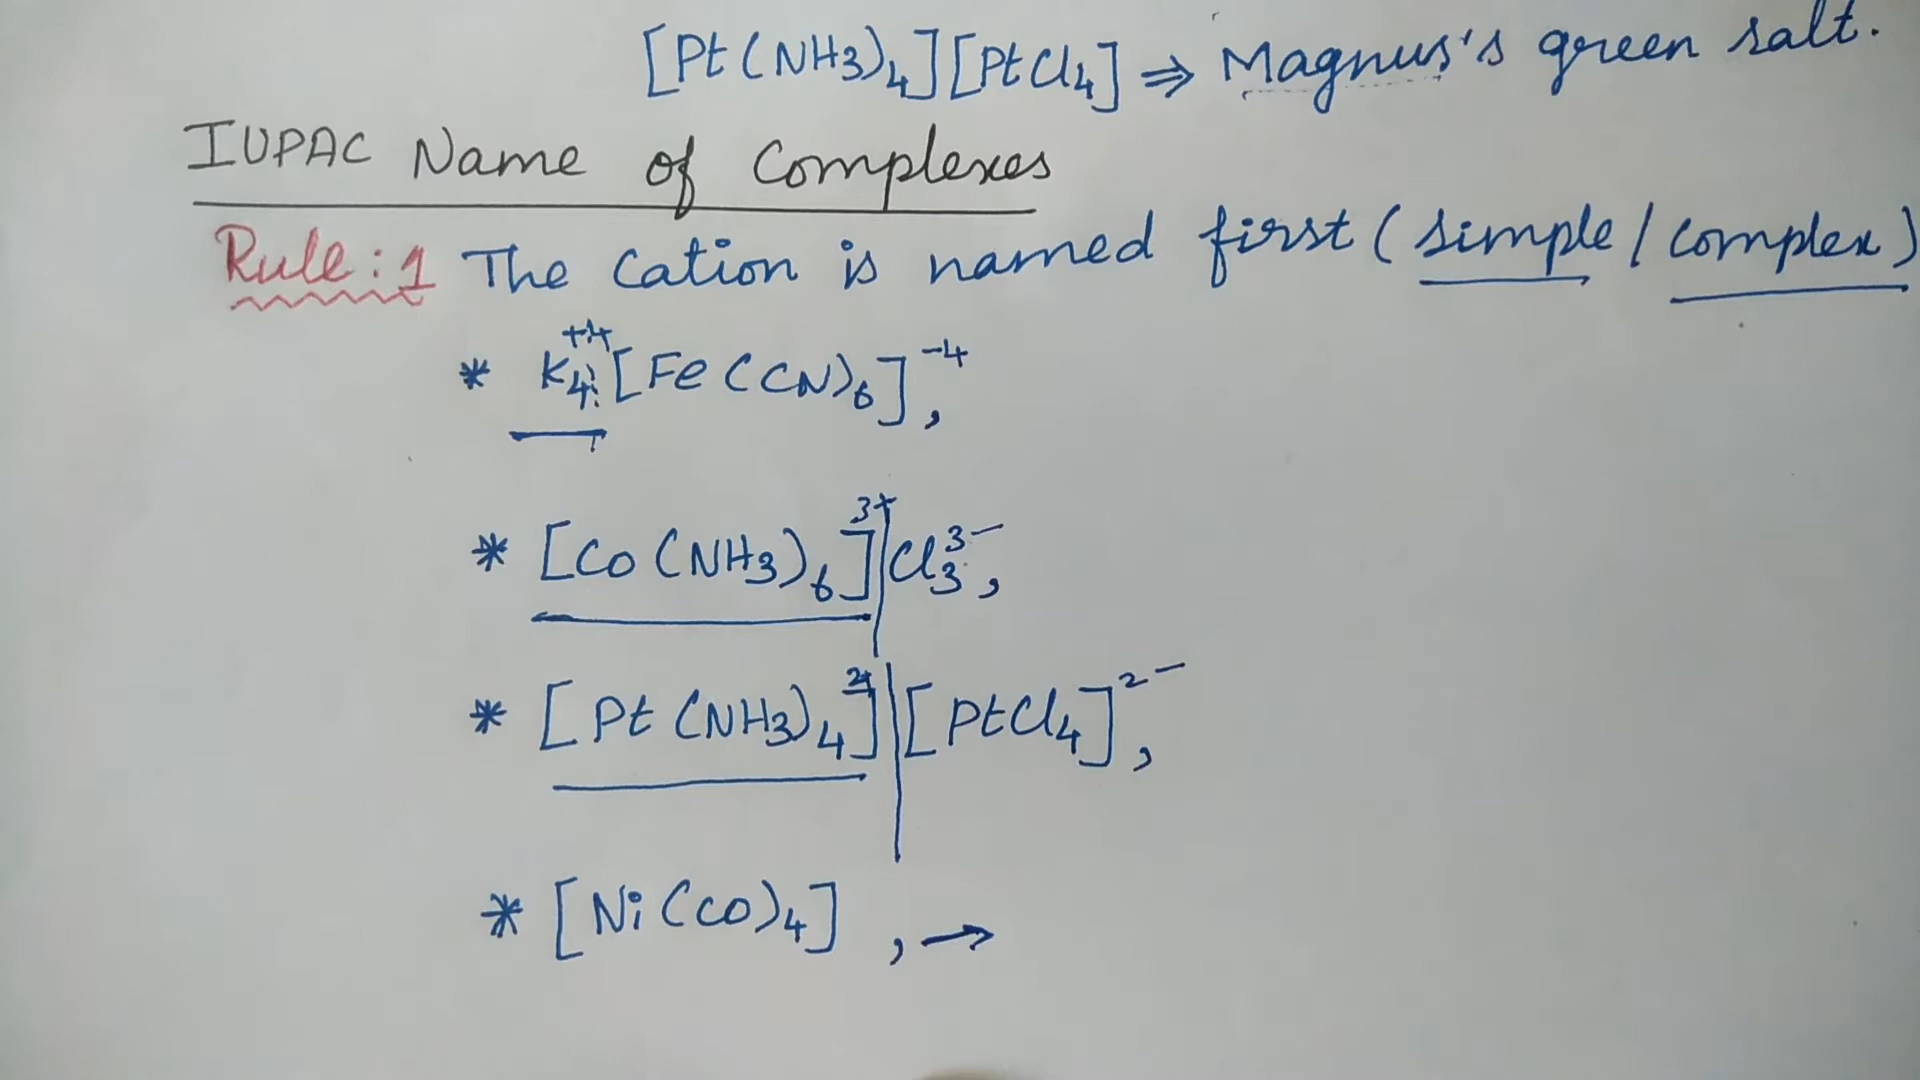 [Pt(NH3)4][PtCl4] ⇒ Magnus's green salt.
IUPAC Name of Complexes
Rule:1 The Cation is named first (simple/complex)
* K4+4 [Fe(CN)6]-4,
* [Co(NH3)6]3+ Cl3 3-,
* [Pt(NH3)4]2+ [PtCl4]2-,
* [Ni(CO)4], →